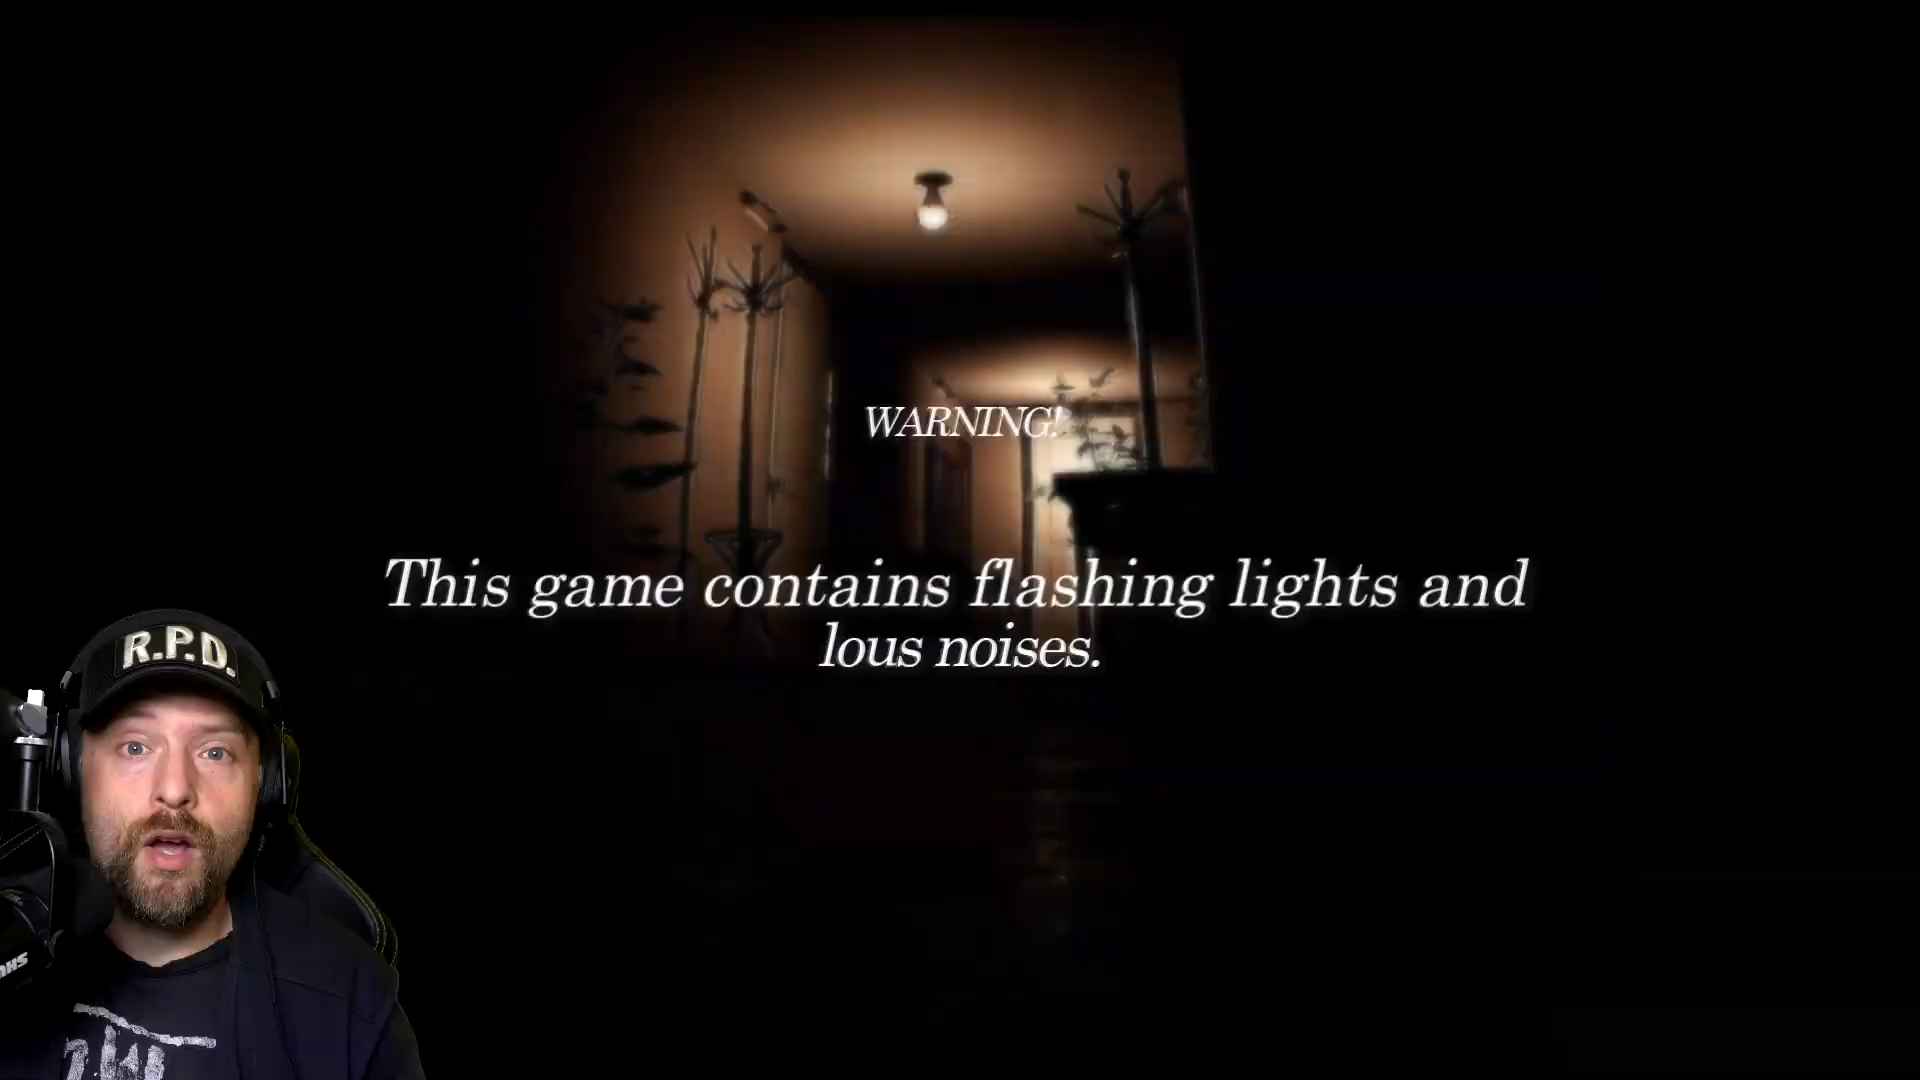 WARNING!
This game contains flashing lights and
lous noises.
R.P.D.